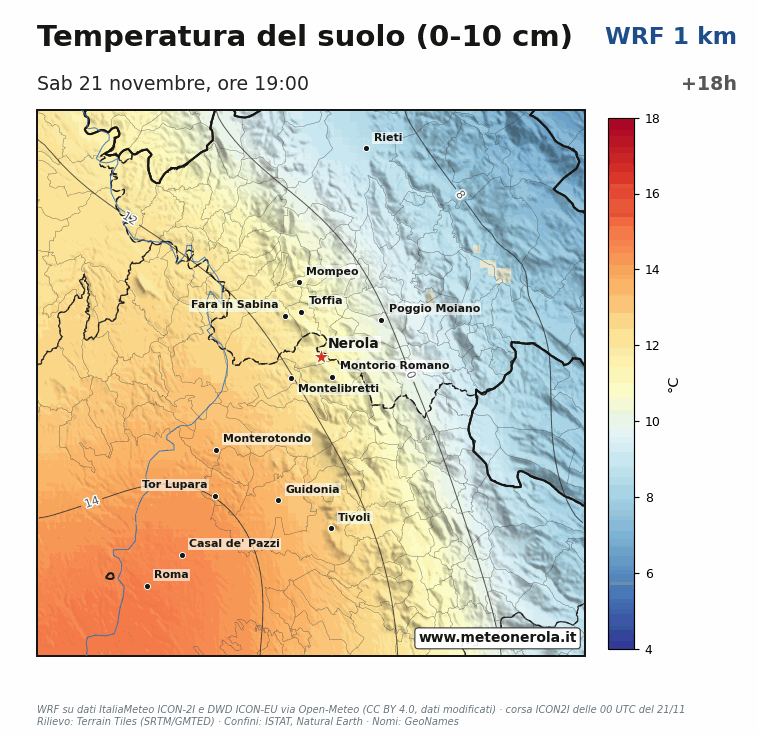 Temperatura del suolo (0-10 cm)
WRF 1 km
Sab 21 novembre, ore 19:00
+18h
Rieti
8
12
Mompeo
Toffia
Fara in Sabina
Poggio Moiano
Nerola
Montorio Romano
Montelibretti
Monterotondo
Tor Lupara
Guidonia
14
Tivoli
Casal de' Pazzi
Roma
www.meteonerola.it
18
16
14
12
10
8
6
4
°C
WRF su dati ItaliaMeteo ICON-2I e DWD ICON-EU via Open-Meteo (CC BY 4.0, dati modificati) · corsa ICON2I delle 00 UTC del 21/11
Rilievo: Terrain Tiles (SRTM/GMTED) · Confini: ISTAT, Natural Earth · Nomi: GeoNames